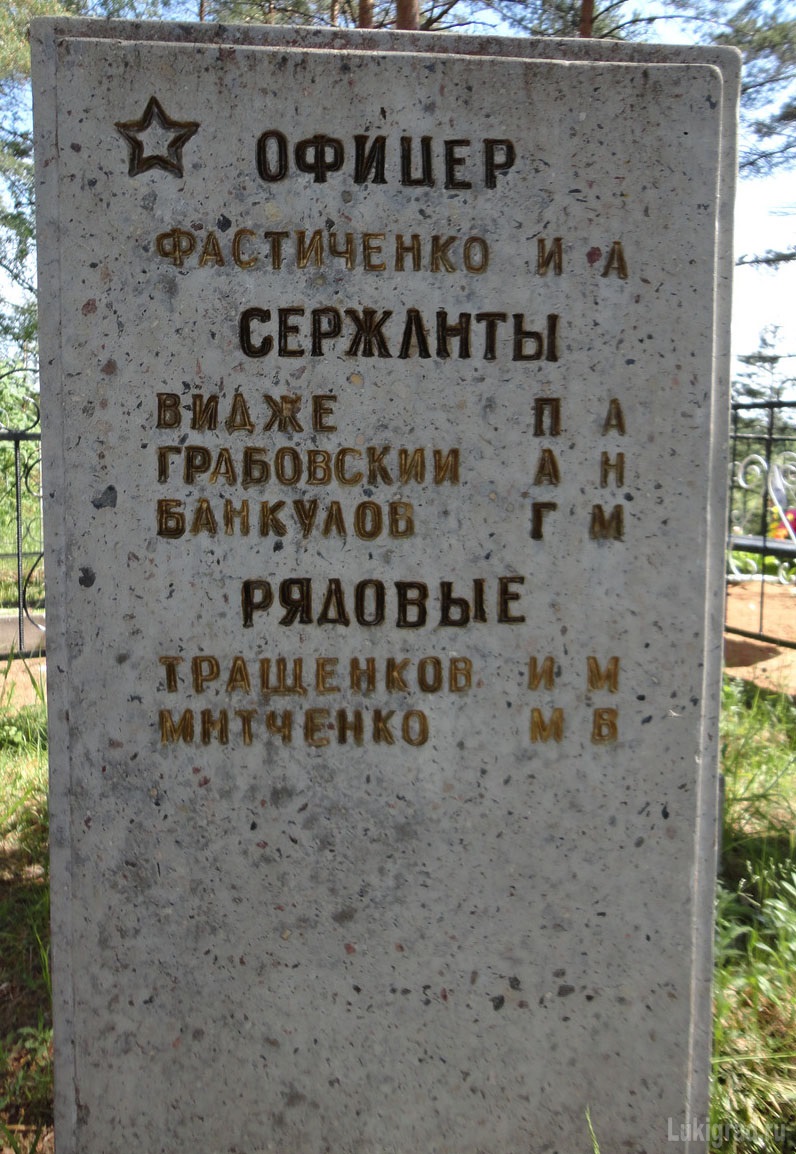 ОФИЦЕР
ФАСТИЧЕНКО И А
СЕРЖАНТЫ
ВИДЖЕ П А
ГРАБОВСКИИ А Н
БАНКУЛОВ Г М
РЯДОВЫЕ
ТРАЩЕНКОВ И М
МИТЧЕНКО М В
Lukigrad.ru